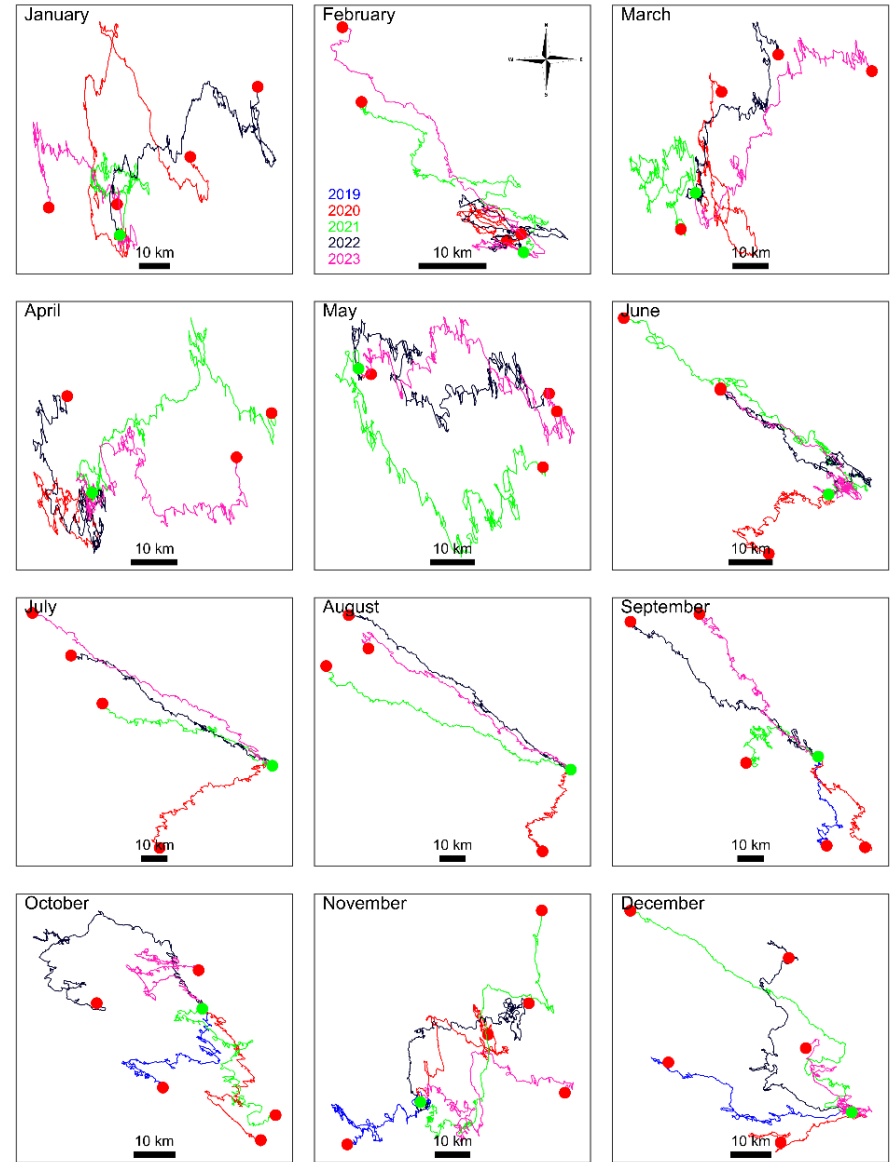 January
10 km
February
N
W E
S
2019
2020
2021
2022
2023
10 km
March
10 km
April
10 km
May
10 km
June
10 km
July
10 km
August
10 km
September
10 km
October
10 km
November
10 km
December
10 km